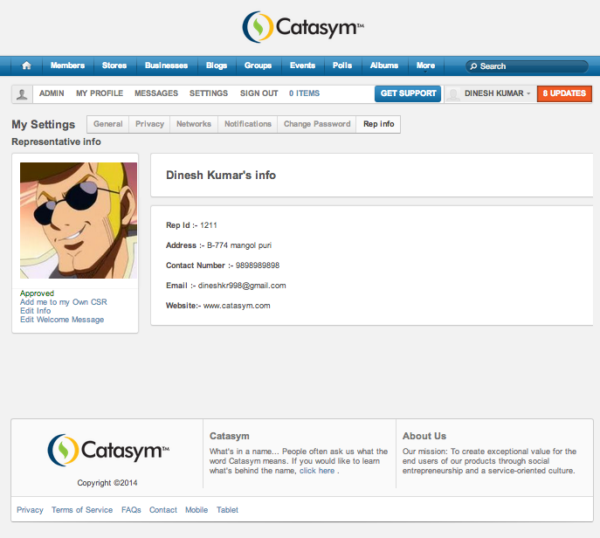 Catasym™
Members Stores Businesses Blogs Groups Events Polls Albums More Search
ADMIN MY PROFILE MESSAGES SETTINGS SIGN OUT 0 ITEMS GET SUPPORT DINESH KUMAR 8 UPDATES
My Settings General Privacy Networks Notifications Change Password Rep info
Representative info
Dinesh Kumar's info
Rep Id :- 1211
Address :- B-774 mangol puri
Contact Number :- 9898989898
Email :- dineshkr998@gmail.com
Website:- www.catasym.com
Approved
Add me to my Own CSR
Edit Info
Edit Welcome Message
Catasym™
Copyright ©2014
Catasym
What's in a name... People often ask us what the
word Catasym means. If you would like to learn
what's behind the name, click here .
About Us
Our mission: To create exceptional value for the
end users of our products through social
entrepreneurship and a service-oriented culture.
Privacy Terms of Service FAQs Contact Mobile Tablet